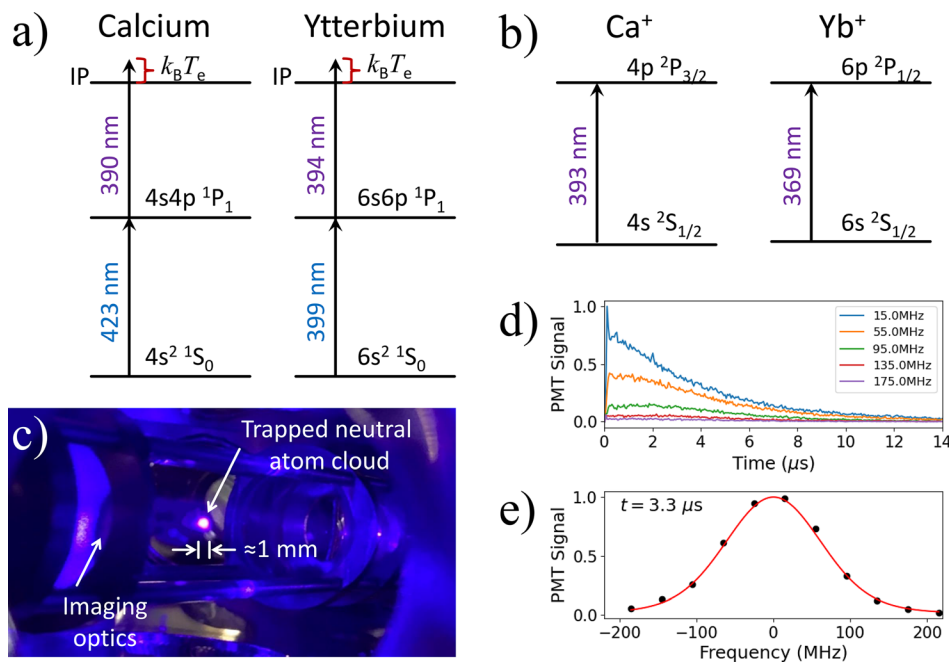 a)
Calcium
Ytterbium
IP
k_BT_e
IP
k_BT_e
390 nm
394 nm
4s4p ¹P₁
6s6p ¹P₁
423 nm
399 nm
4s² ¹S₀
6s² ¹S₀
b)
Ca⁺
Yb⁺
4p ²P₃/₂
6p ²P₁/₂
393 nm
369 nm
4s ²S₁/₂
6s ²S₁/₂
c)
Trapped neutral
atom cloud
≈1 mm
Imaging
optics
d)
PMT Signal
1.0
0.5
0.0
15.0MHz
55.0MHz
95.0MHz
135.0MHz
175.0MHz
0 2 4 6 8 10 12 14
Time (μs)
e)
t = 3.3 μs
PMT Signal
1.0
0.5
0.0
−200 −100 0 100 200
Frequency (MHz)